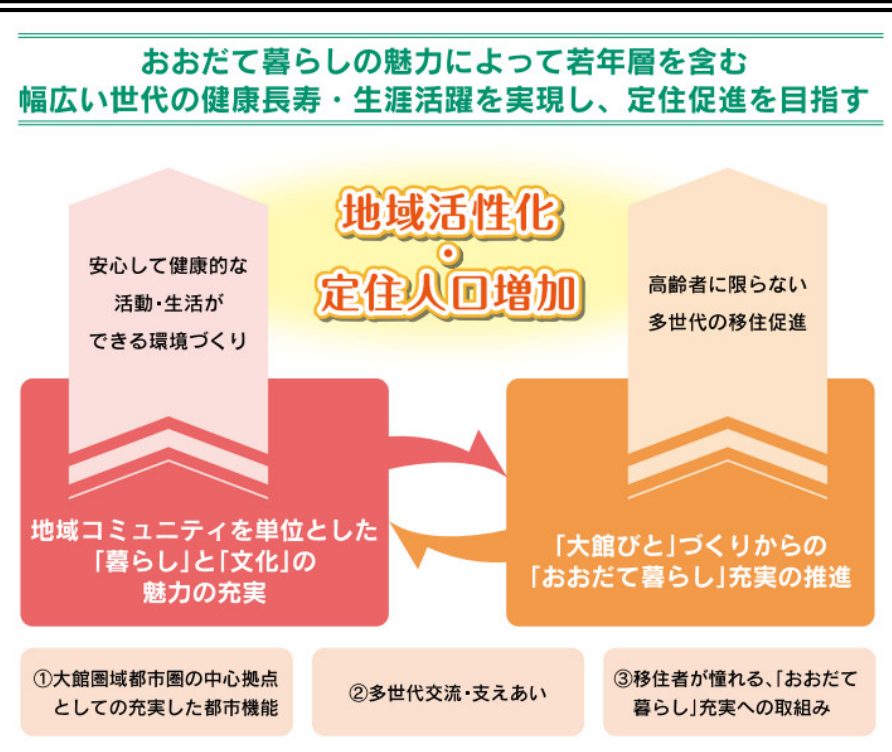 おおだて暮らしの魅力によって若年層を含む
幅広い世代の健康長寿・生涯活躍を実現し、定住促進を目指す
地域活性化
・
定住人口増加
安心して健康的な
活動・生活が
できる環境づくり
高齢者に限らない
多世代の移住促進
地域コミュニティを単位とした
「暮らし」と「文化」の
魅力の充実
「大館びと」づくりからの
「おおだて暮らし」充実の推進
①大館圏域都市圏の中心拠点
としての充実した都市機能
②多世代交流・支えあい
③移住者が憧れる、「おおだて
暮らし」充実への取組み